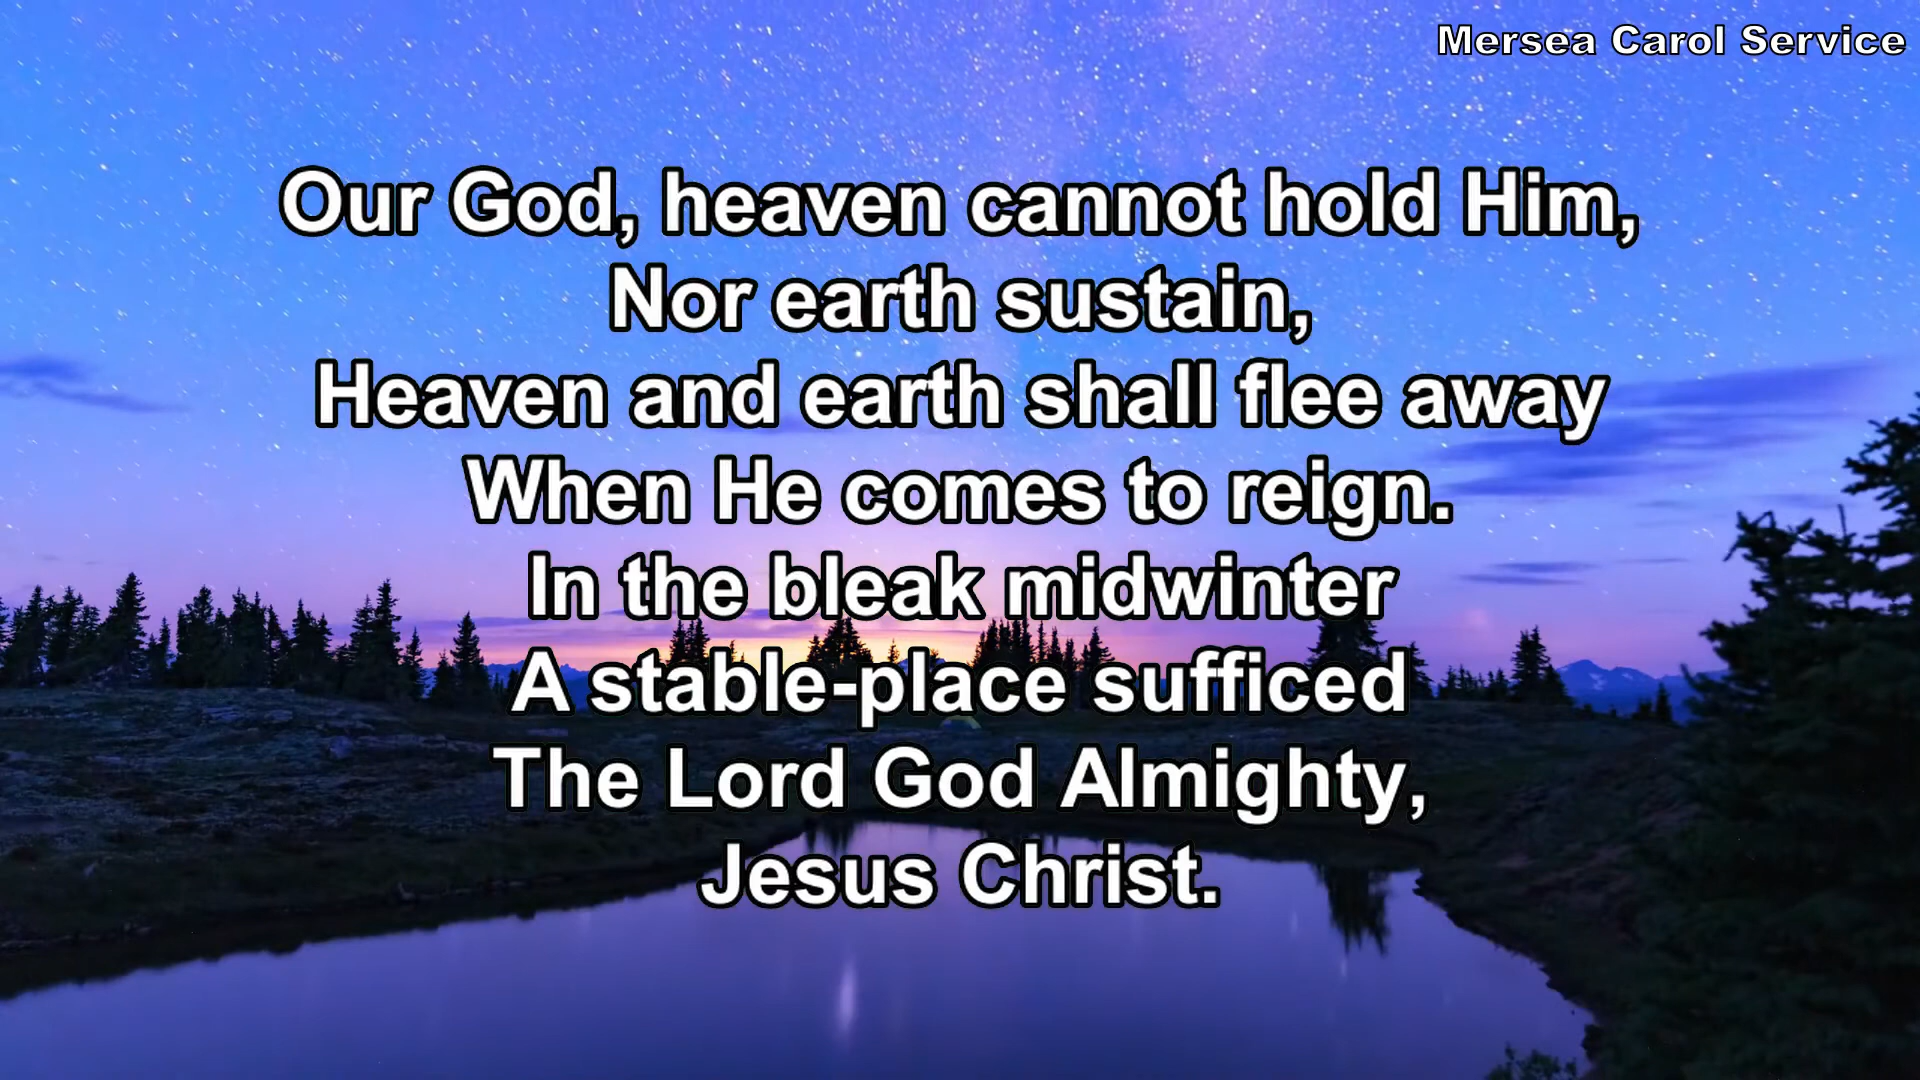 Mersea Carol Service
Our God, heaven cannot hold Him,
Nor earth sustain,
Heaven and earth shall flee away
When He comes to reign.
In the bleak midwinter
A stable-place sufficed
The Lord God Almighty,
Jesus Christ.